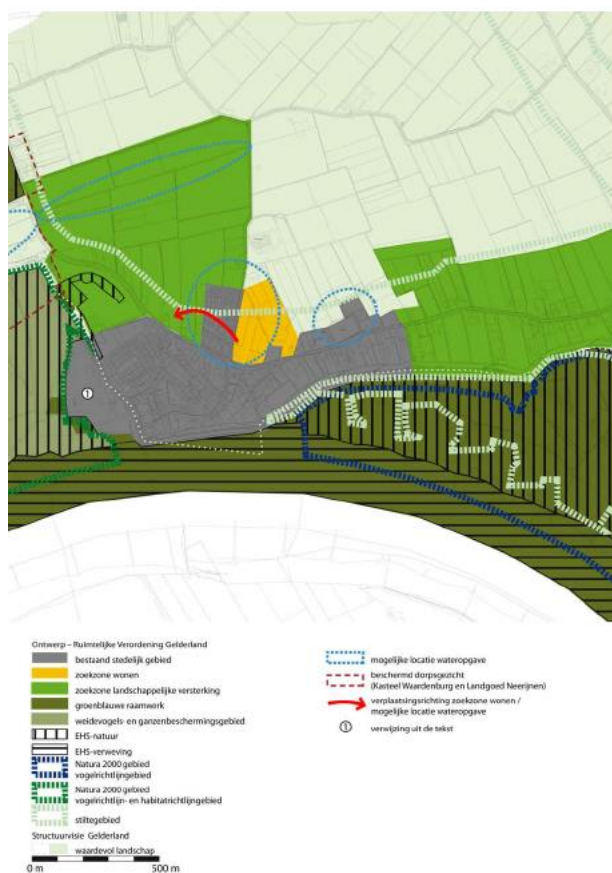 ①
Ontwerp – Ruimtelijke Verordening Gelderland
bestaand stedelijk gebied
zoekzone wonen
zoekzone landschappelijke versterking
groenblauwe raamwerk
weidevogels- en ganzenbeschermingsgebied
EHS-natuur
EHS-verweving
Natura 2000 gebied
vogelrichtlijngebied
Natura 2000 gebied
vogelrichtlijn- en habitatrichtlijngebied
stiltegebied
Structuurvisie Gelderland
waardevol landschap
0 m 500 m
mogelijke locatie wateropgave
beschermd dorpsgezicht
(Kasteel Waardenburg en Landgoed Neerijnen)
verplaatsingsrichting zoekzone wonen /
mogelijke locatie wateropgave
① verwijzing uit de tekst